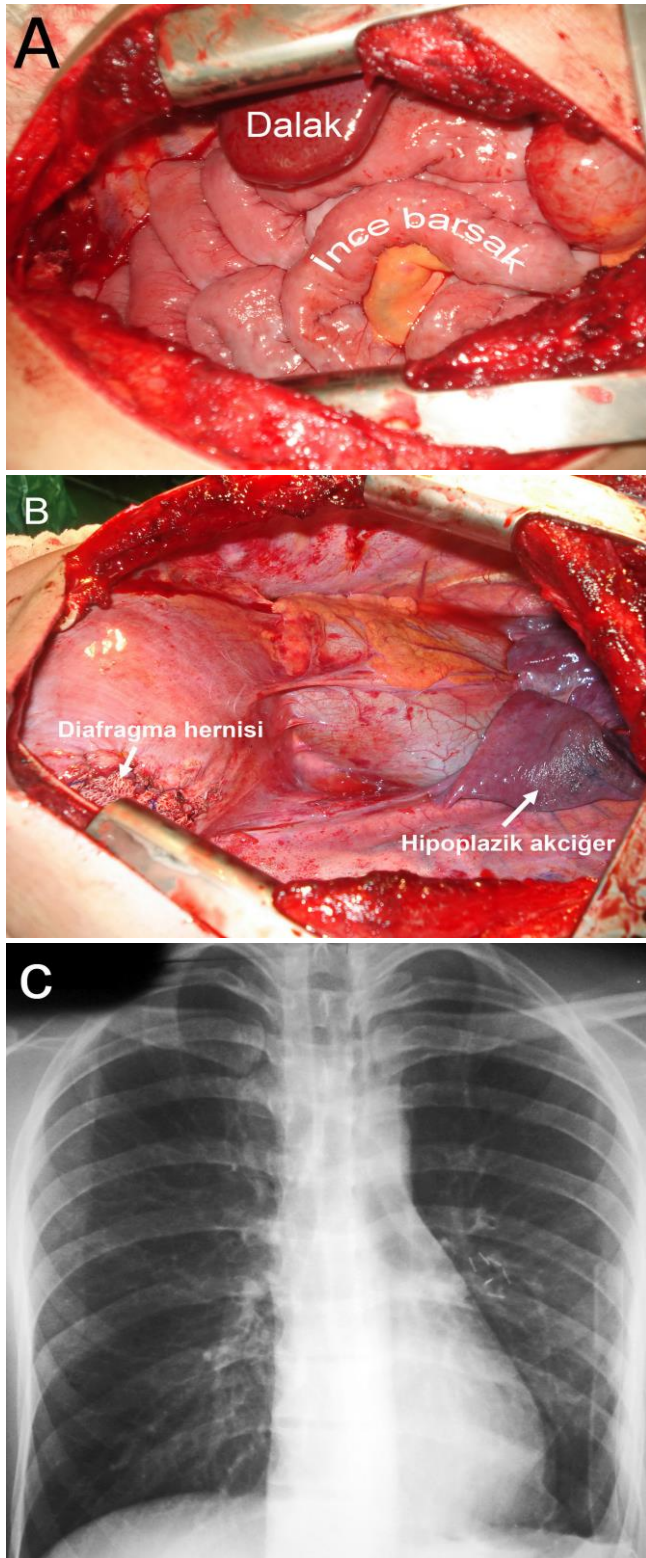 A
Dalak
İnce barsak
B
Diafragma hernisi
Hipoplazik akciğer
C